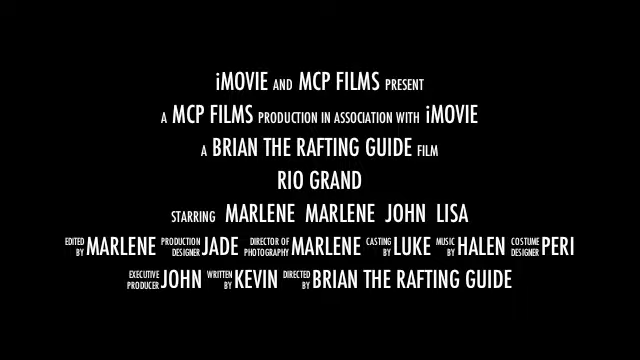 iMOVIE AND MCP FILMS PRESENT
A MCP FILMS PRODUCTION IN ASSOCIATION WITH iMOVIE
A BRIAN THE RAFTING GUIDE FILM
RIO GRAND
STARRING MARLENE MARLENE JOHN LISA
EDITED BY MARLENE PRODUCTION DESIGNER JADE DIRECTOR OF PHOTOGRAPHY MARLENE CASTING BY LUKE MUSIC BY HALEN COSTUME DESIGNER PERI
EXECUTIVE PRODUCER JOHN WRITTEN BY KEVIN DIRECTED BY BRIAN THE RAFTING GUIDE